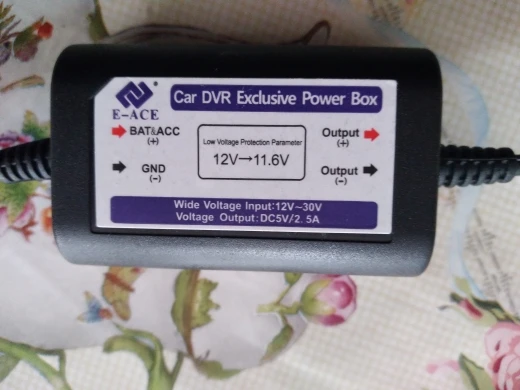 E-ACE
Car DVR Exclusive Power Box
BAT&ACC
(+)
GND
(-)
Low Voltage Protection Parameter
12V→11.6V
Output
(+)
Output
(-)
Wide Voltage Input:12V~30V
Voltage Output:DC5V/2.5A